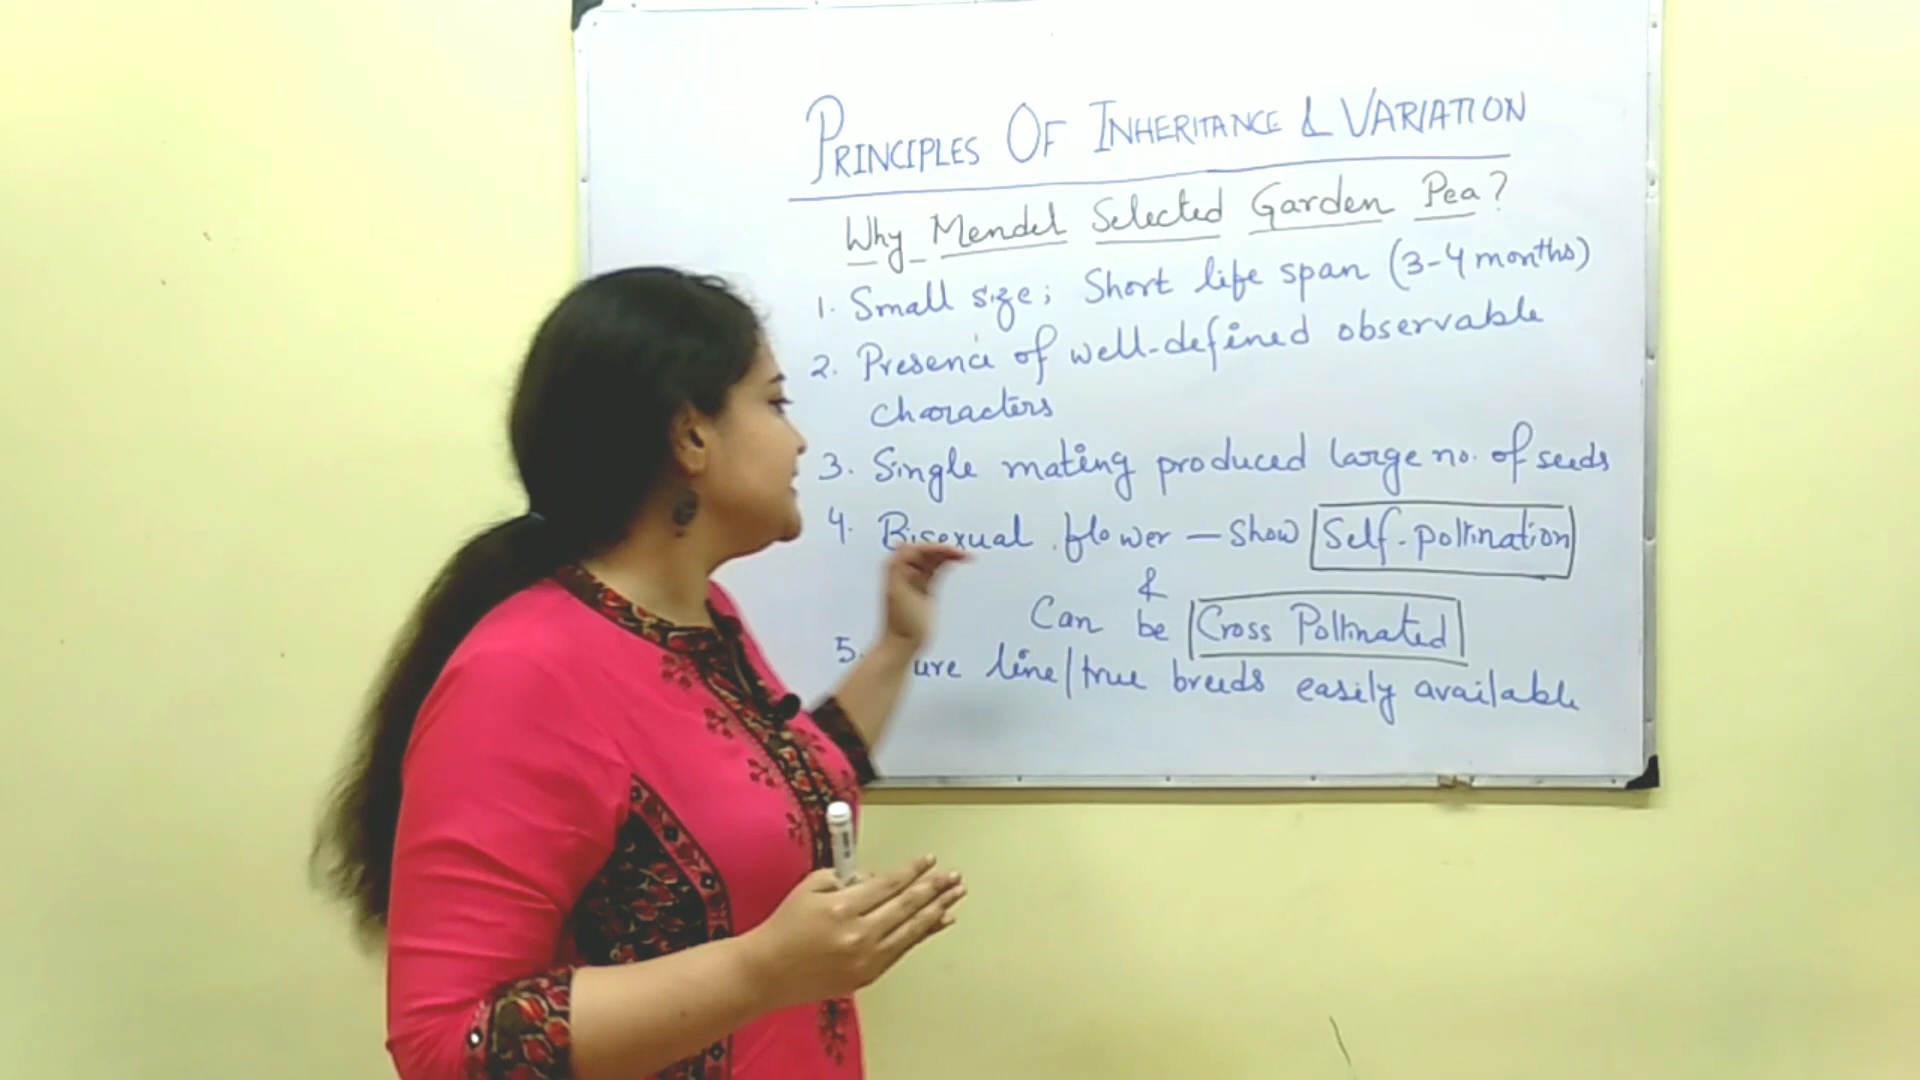 PRINCIPLES OF INHERITANCE & VARIATION
Why Mendel Selected Garden Pea?
1. Small size; Short life span (3-4 months)
2. Presence of well-defined observable
characters
3. Single mating produced large no. of seeds
4. Bisexual flower — Show Self-pollination
&
Can be Cross Pollinated
5. ure line/true breeds easily available